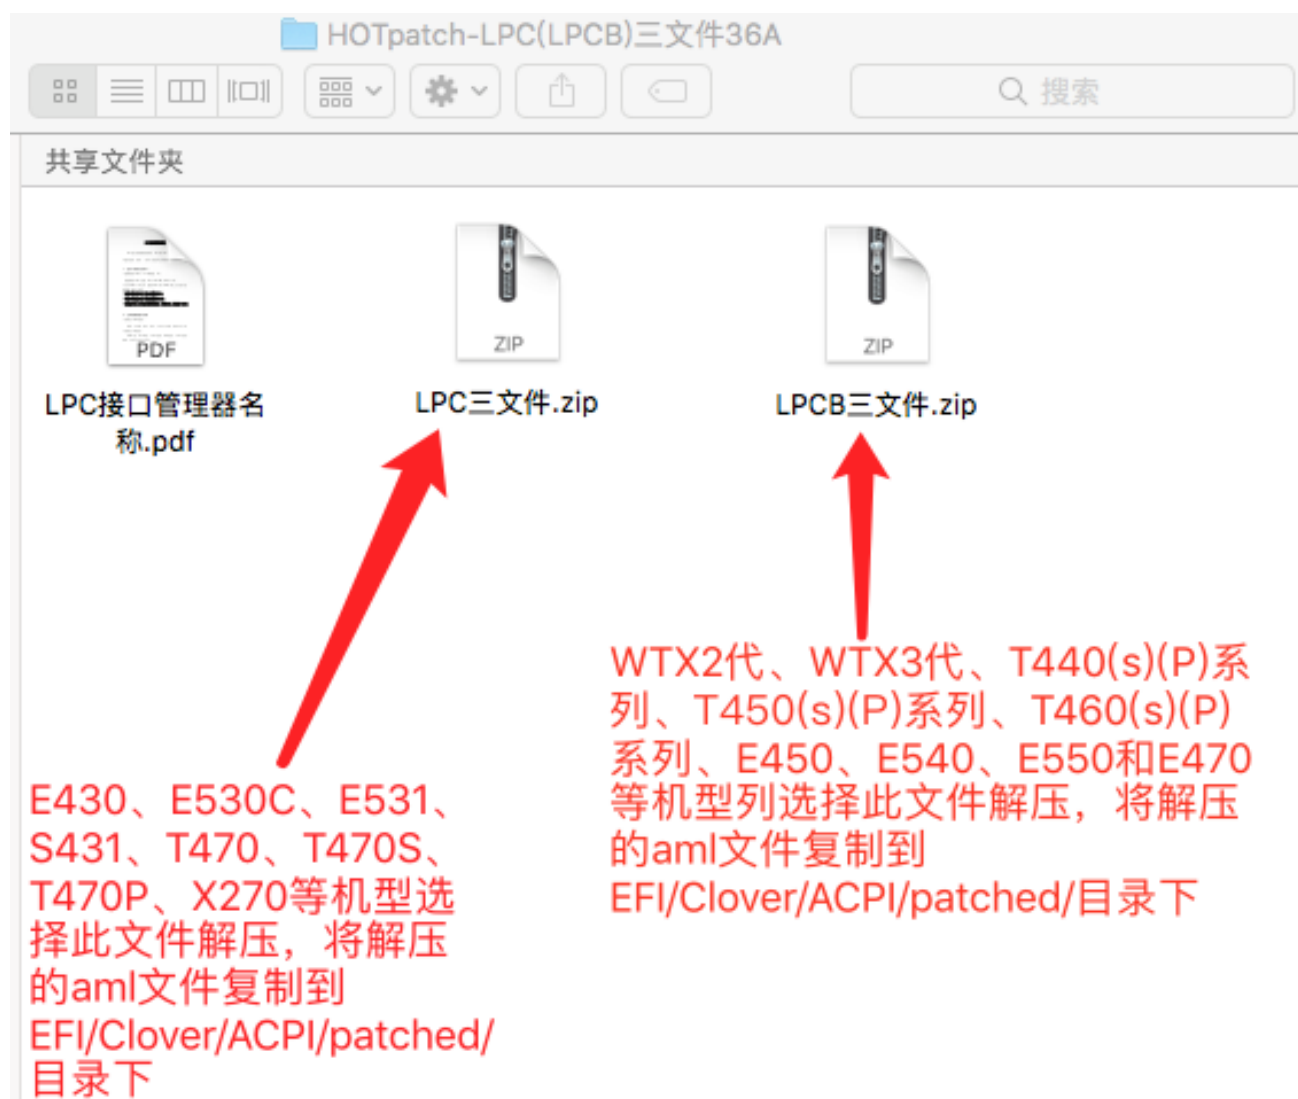 HOTpatch-LPC(LPCB)三文件36A
搜索
共享文件夹
PDF
ZIP
ZIP
LPC接口管理器名
称.pdf
LPC三文件.zip
LPCB三文件.zip
WTX2代、WTX3代、T440(s)(P)系
列、T450(s)(P)系列、T460(s)(P)
系列、E450、E540、E550和E470
等机型列选择此文件解压，将解压
的aml文件复制到
EFI/Clover/ACPI/patched/目录下
E430、E530C、E531、
S431、T470、T470S、
T470P、X270等机型选
择此文件解压，将解压
的aml文件复制到
EFI/Clover/ACPI/patched/
目录下